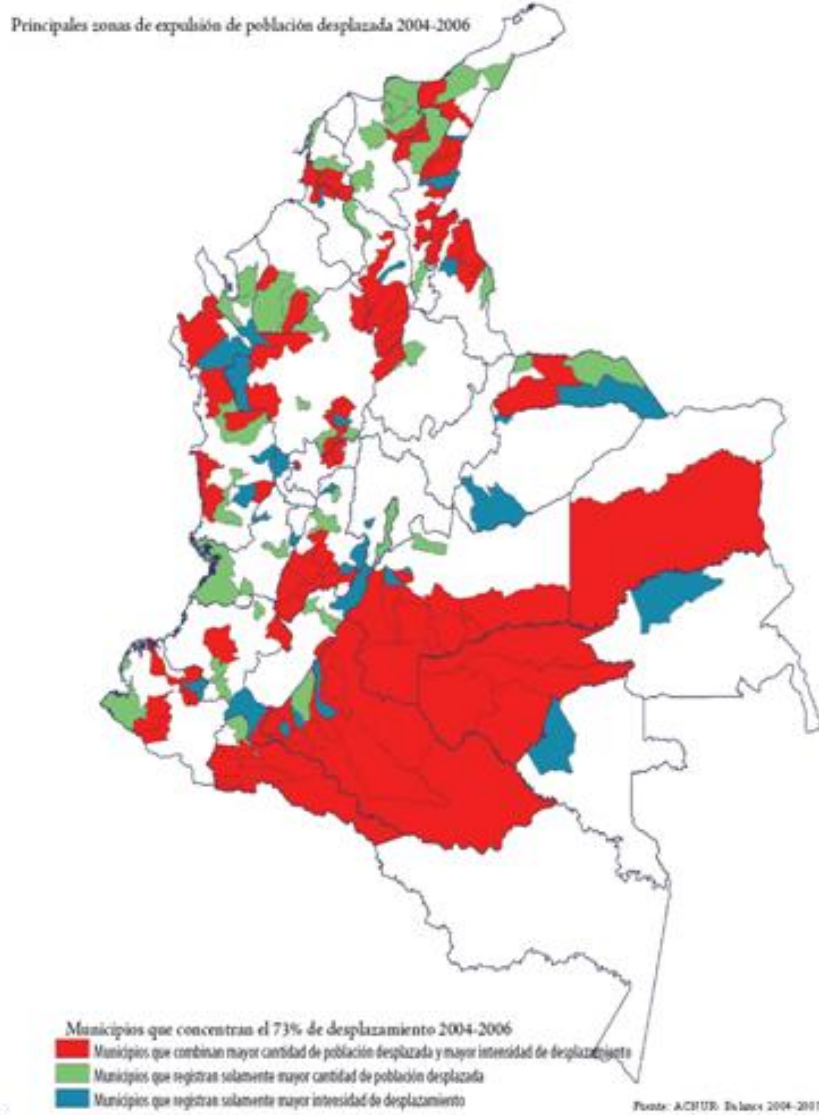 Principales zonas de expulsión de población desplazada 2004-2006
Municipios que concentran el 73% de desplazamiento 2004-2006
Municipios que combinan mayor cantidad de población desplazada y mayor intensidad de desplazamiento
Municipios que registran solamente mayor cantidad de población desplazada
Municipios que registran solamente mayor intensidad de desplazamiento
Fuente: ACNUR: Balance 2004-